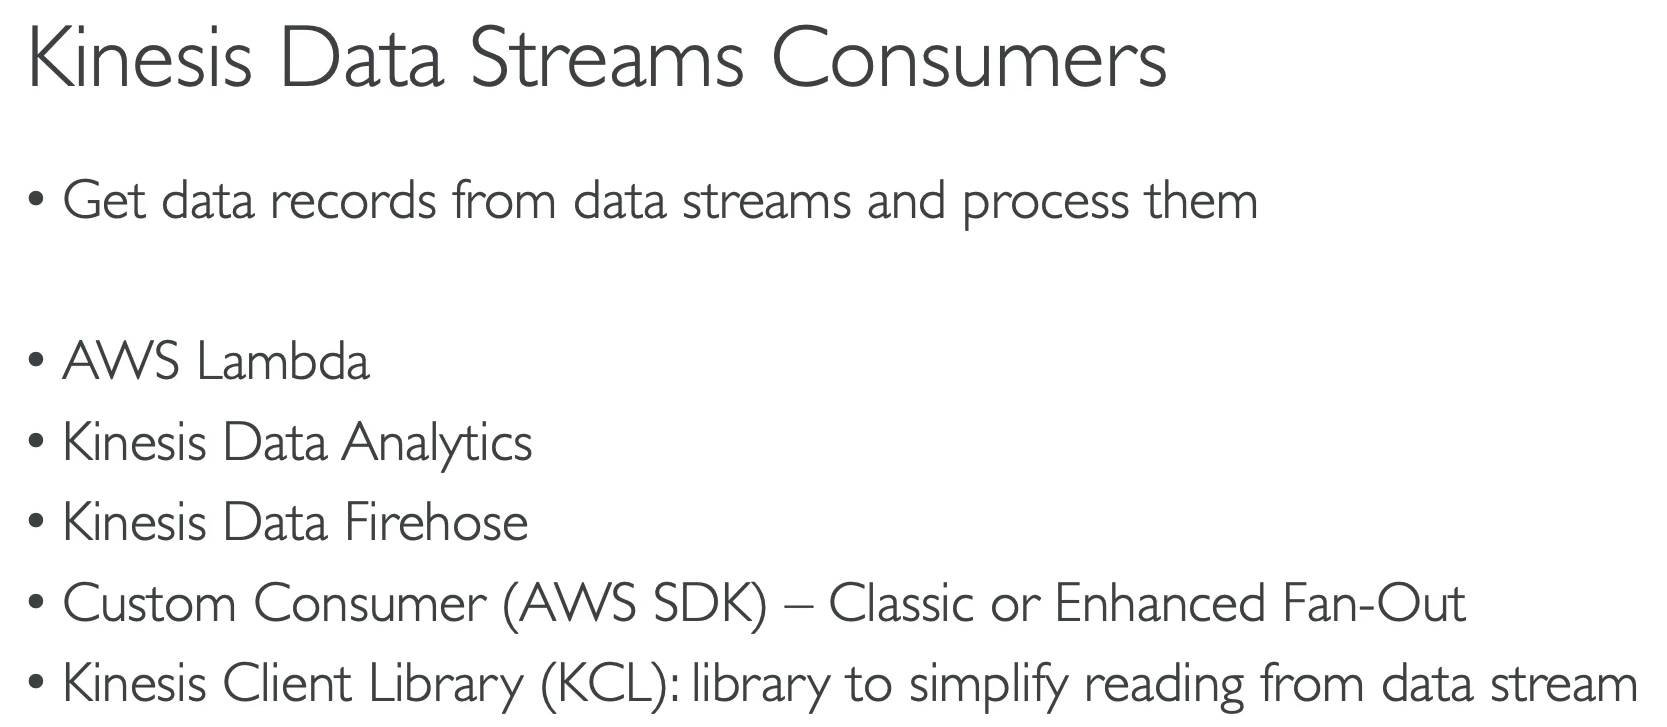 Kinesis Data Streams Consumers
• Get data records from data streams and process them
• AWS Lambda
• Kinesis Data Analytics
• Kinesis Data Firehose
• Custom Consumer (AWS SDK) – Classic or Enhanced Fan-Out
• Kinesis Client Library (KCL): library to simplify reading from data stream